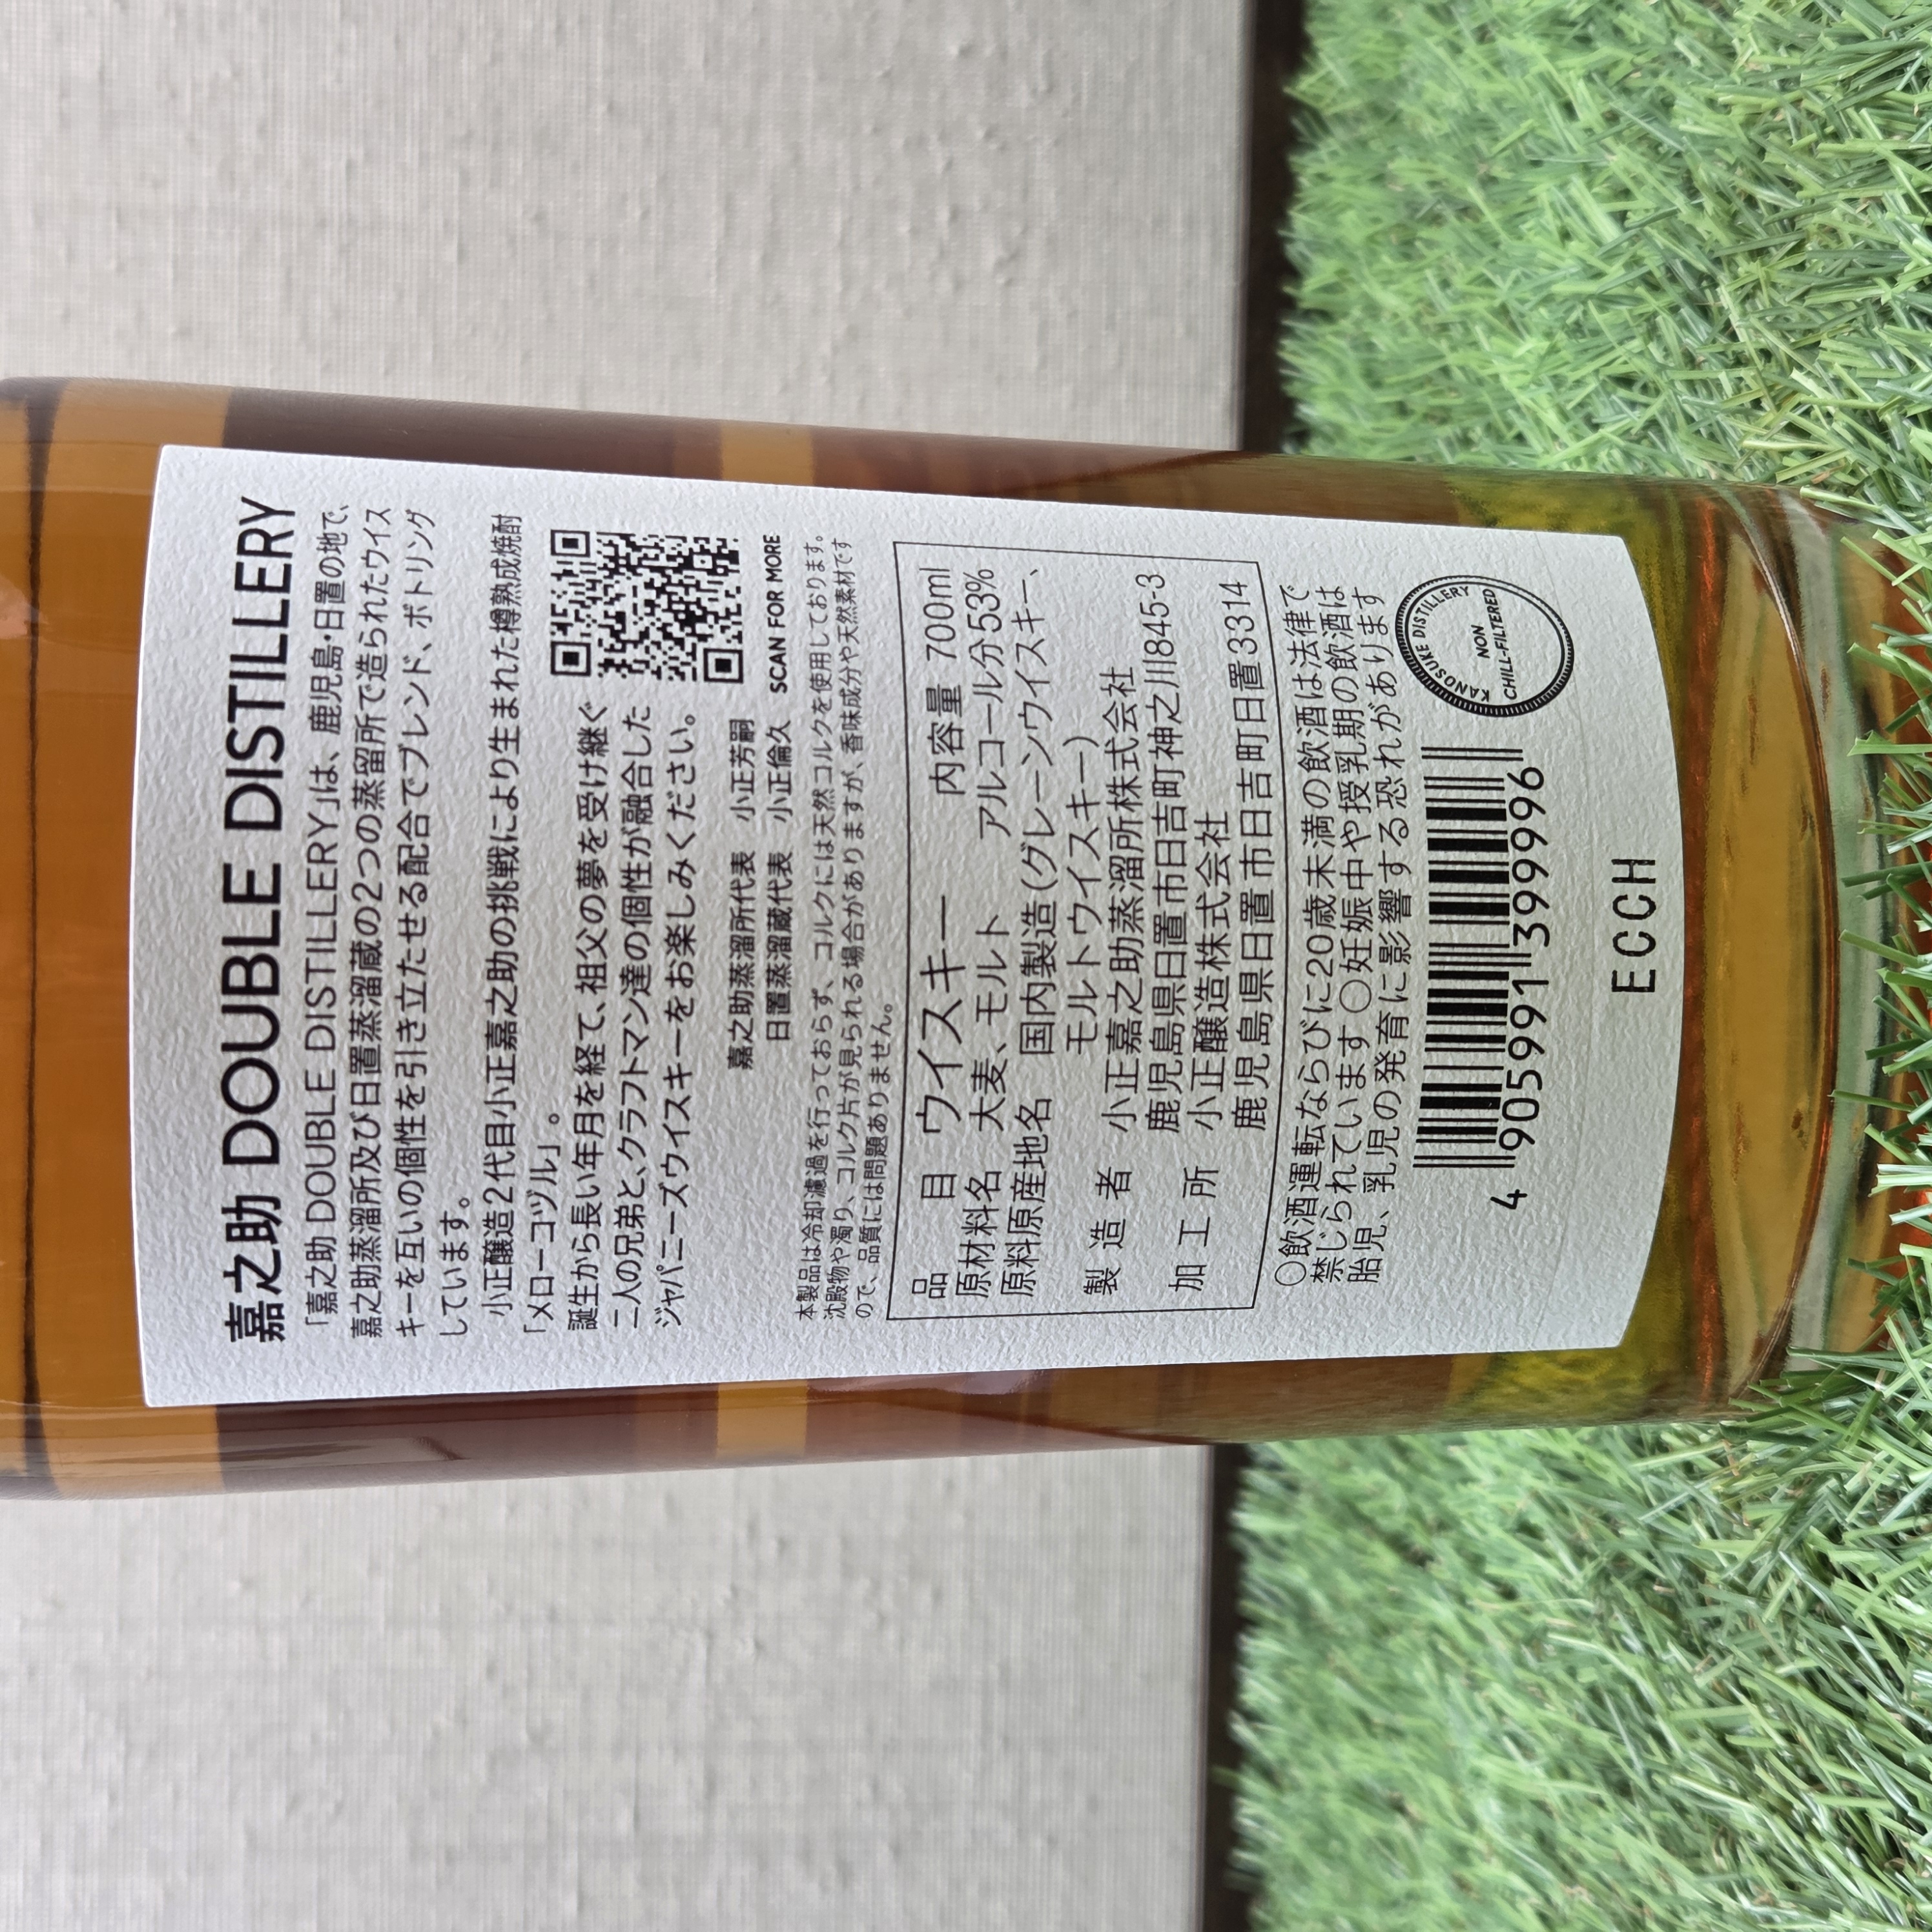 嘉之助 DOUBLE DISTILLERY
「嘉之助 DOUBLE DISTILLERY」は、鹿児島・日置の地で、
嘉之助蒸溜所及び日置蒸溜蔵の2つの蒸留所で造られたウイス
キーを互いの個性を引き立たせる配合でブレンド、ボトリング
しています。
小正醸造2代目小正嘉之助の挑戦により生まれた樽熟成焼酎
「メローコヅル」。
誕生から長い年月を経て、祖父の夢を受け継ぐ
二人の兄弟と、クラフトマン達の個性が融合した
ジャパニーズウイスキーをお楽しみください。
嘉之助蒸溜所代表 小正芳嗣
日置蒸溜蔵代表 小正倫久
SCAN FOR MORE
本製品は冷却濾過を行っておらず、コルクには天然コルクを使用しております。
沈殿物や濁り、コルク片が見られる場合がありますが、香味成分や天然素材です
ので、品質には問題ありません。
品目 ウイスキー 内容量 700ml
原材料名 大麦、モルト アルコール分53%
原料原産地名 国内製造(グレーンウイスキー、
モルトウイスキー)
製造者 小正嘉之助蒸溜所株式会社
鹿児島県日置市日吉町神之川845-3
加工所 小正醸造株式会社
鹿児島県日置市日吉町日置3314
○飲酒運転ならびに20歳未満の飲酒は法律で
禁じられています○妊娠中や授乳期の飲酒は
胎児、乳児の発育に影響する恐れがあります
4 905991 399996
KANOSUKE DISTILLERY
NON
CHILL-FILTERED
ECCH